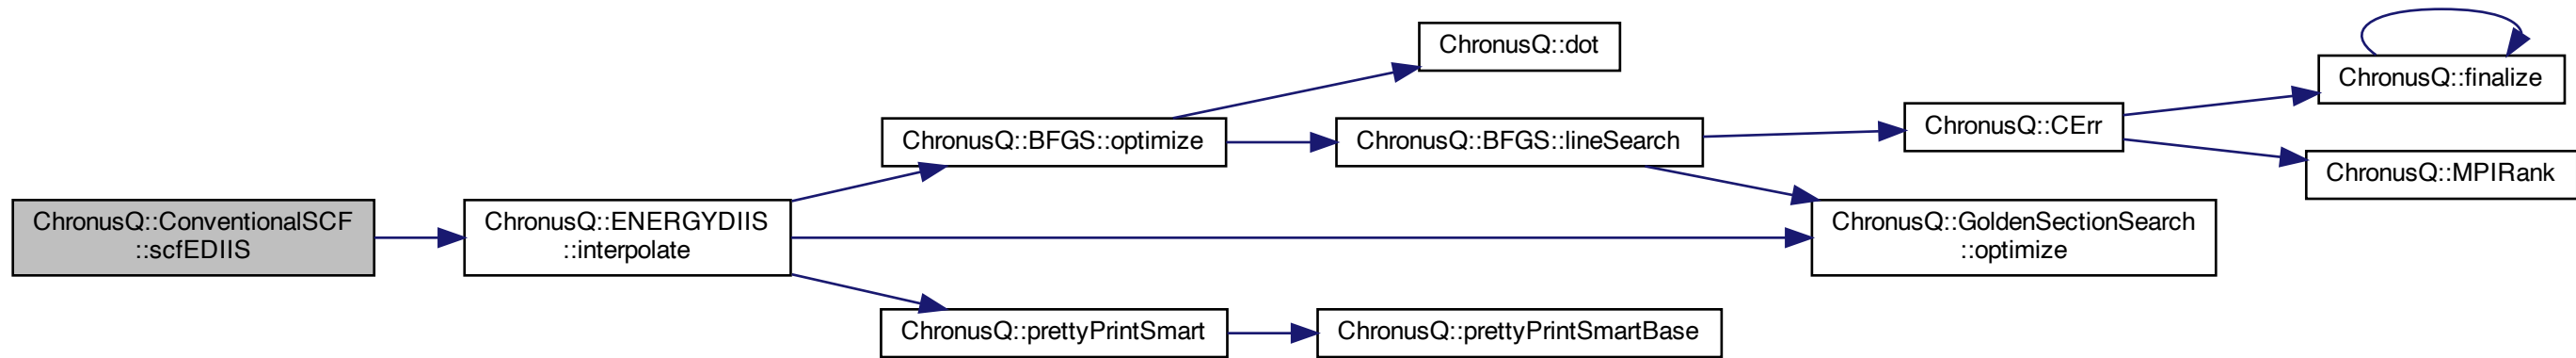 ChronusQ::ConventionalSCF
::scfEDIIS
ChronusQ::ENERGYDIIS
::interpolate
ChronusQ::BFGS::optimize
ChronusQ::dot
ChronusQ::BFGS::lineSearch
ChronusQ::CErr
ChronusQ::finalize
ChronusQ::MPIRank
ChronusQ::GoldenSectionSearch
::optimize
ChronusQ::prettyPrintSmart
ChronusQ::prettyPrintSmartBase